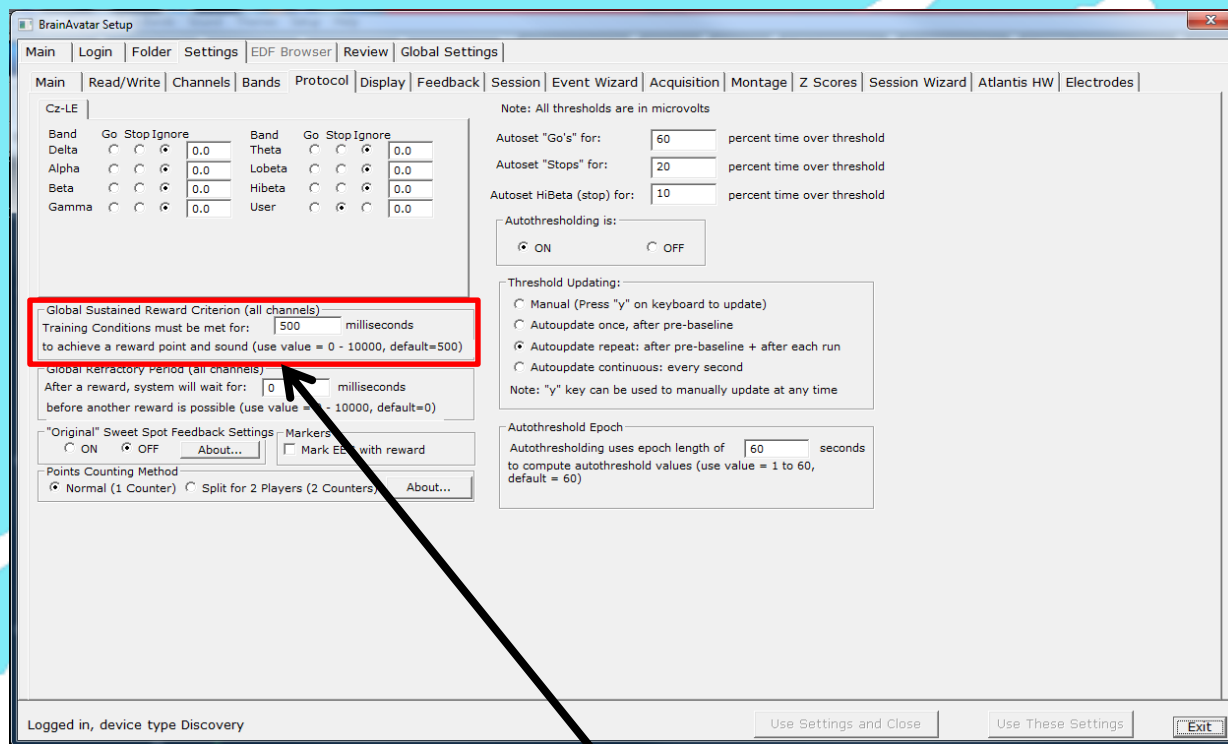 BrainAvatar Setup
Main Login Folder Settings EDF Browser Review Global Settings
Main Read/Write Channels Bands Protocol Display Feedback Session Event Wizard Acquisition Montage Z Scores Session Wizard Atlantis HW Electrodes
Cz-LE
Band Go Stop Ignore Band Go Stop Ignore
Delta 0.0 Theta 0.0
Alpha 0.0 Lobeta 0.0
Beta 0.0 Hibeta 0.0
Gamma 0.0 User 0.0
Global Sustained Reward Criterion (all channels)
Training Conditions must be met for: 500 milliseconds
to achieve a reward point and sound (use value = 0 - 10000, default=500)
Global Refractory Period (all channels)
After a reward, system will wait for: 0 milliseconds
before another reward is possible (use value = 0 - 10000, default=0)
"Original" Sweet Spot Feedback Settings
ON OFF About...
Markers
Mark EEG with reward
Points Counting Method
Normal (1 Counter) Split for 2 Players (2 Counters) About...
Note: All thresholds are in microvolts
Autoset "Go's" for: 60 percent time over threshold
Autoset "Stops" for: 20 percent time over threshold
Autoset HiBeta (stop) for: 10 percent time over threshold
Autothresholding is:
ON OFF
Threshold Updating:
Manual (Press "y" on keyboard to update)
Autoupdate once, after pre-baseline
Autoupdate repeat: after pre-baseline + after each run
Autoupdate continuous: every second
Note: "y" key can be used to manually update at any time
Autothreshold Epoch
Autothresholding uses epoch length of 60 seconds
to compute autothreshold values (use value = 1 to 60,
default = 60)
Logged in, device type Discovery
Use Settings and Close Use These Settings Exit